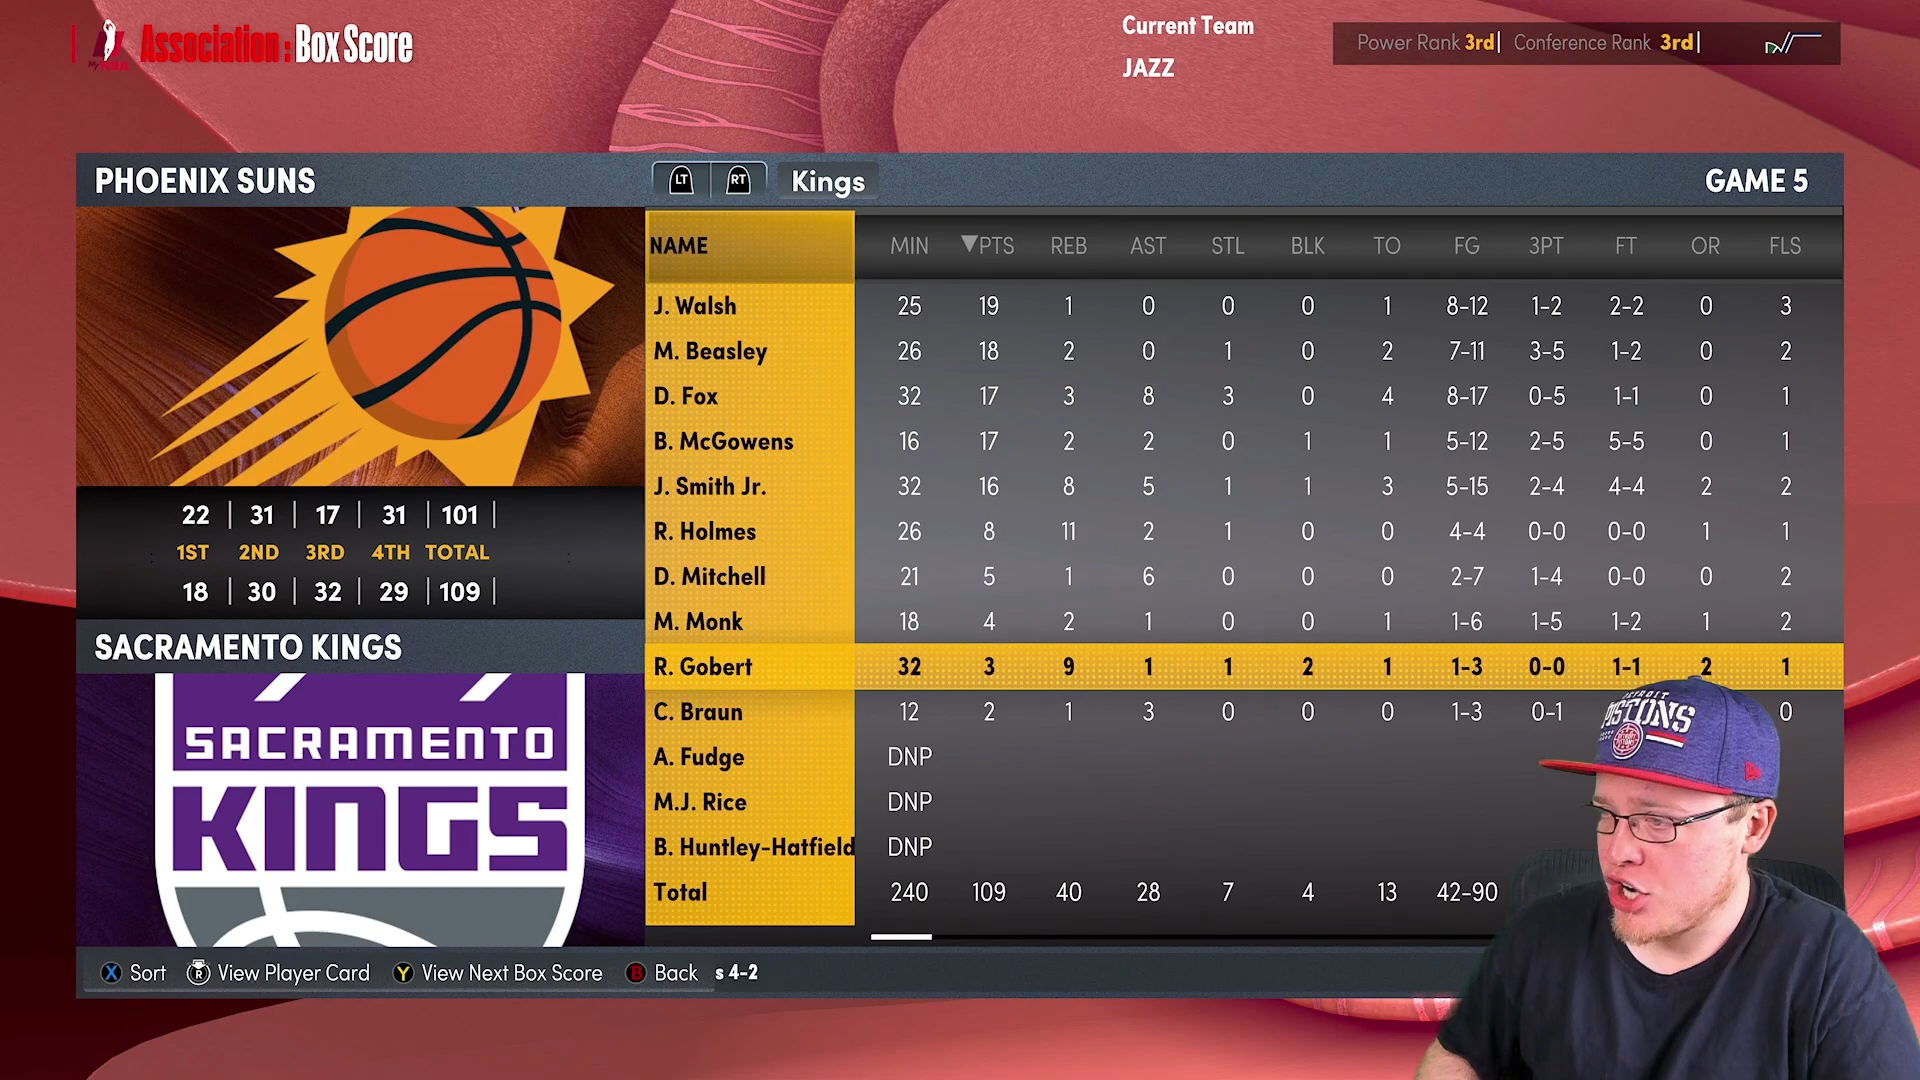 Association : Box Score
Current Team
JAZZ
Power Rank 3rd | Conference Rank 3rd |
PHOENIX SUNS
LT RT Kings
GAME 5
NAME MIN ▼PTS REB AST STL BLK TO FG 3PT FT OR FLS
J. Walsh 25 19 1 0 0 0 1 8-12 1-2 2-2 0 3
M. Beasley 26 18 2 0 1 0 2 7-11 3-5 1-2 0 2
D. Fox 32 17 3 8 3 0 4 8-17 0-5 1-1 0 1
B. McGowens 16 17 2 2 0 1 1 5-12 2-5 5-5 0 1
J. Smith Jr. 32 16 8 5 1 1 3 5-15 2-4 4-4 2 2
R. Holmes 26 8 11 2 1 0 0 4-4 0-0 0-0 1 1
D. Mitchell 21 5 1 6 0 0 0 2-7 1-4 0-0 0 2
M. Monk 18 4 2 1 0 0 1 1-6 1-5 1-2 1 2
R. Gobert 32 3 9 1 1 2 1 1-3 0-0 1-1 2 1
C. Braun 12 2 1 3 0 0 0 1-3 0-1 0
A. Fudge DNP
M.J. Rice DNP
B. Huntley-Hatfield DNP
Total 240 109 40 28 7 4 13 42-90
22 | 31 | 17 | 31 | 101 |
1ST 2ND 3RD 4TH TOTAL
18 | 30 | 32 | 29 | 109 |
SACRAMENTO KINGS
SACRAMENTO
KINGS
DETROIT
PISTONS
X Sort R View Player Card Y View Next Box Score B Back s 4-2